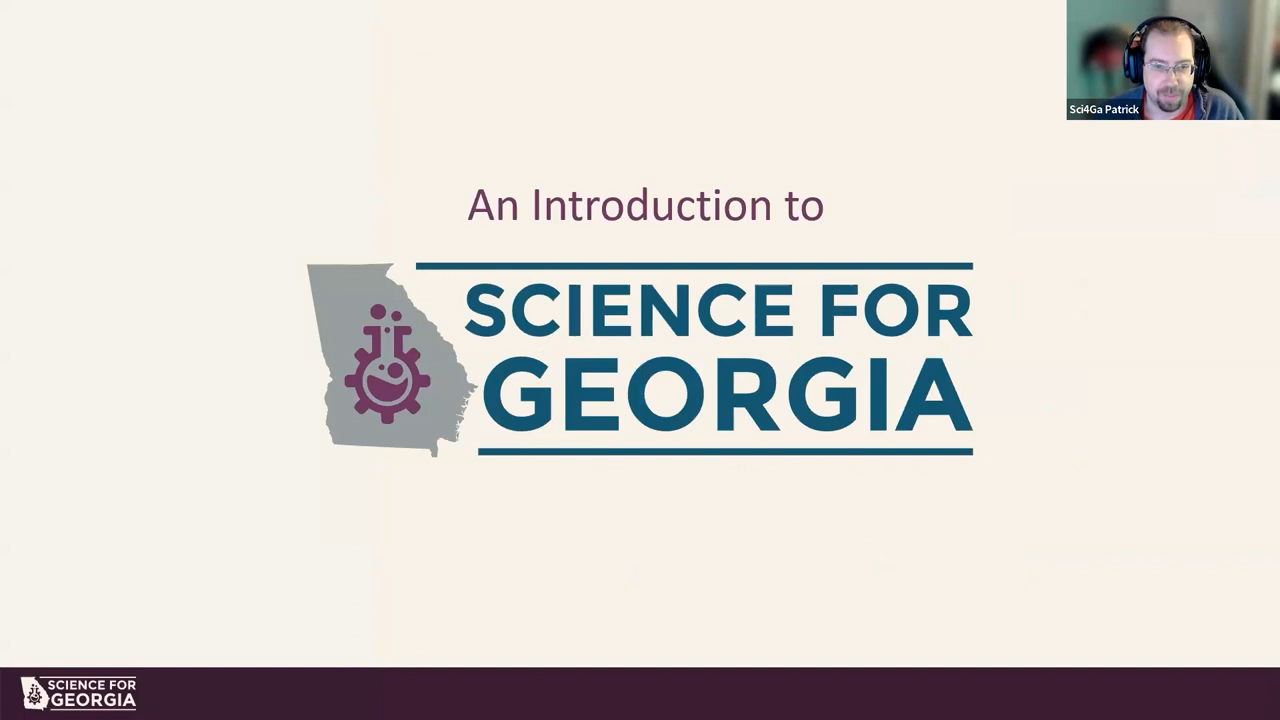 Sci4Ga Patrick
An Introduction to
SCIENCE FOR
GEORGIA
SCIENCE FOR
GEORGIA